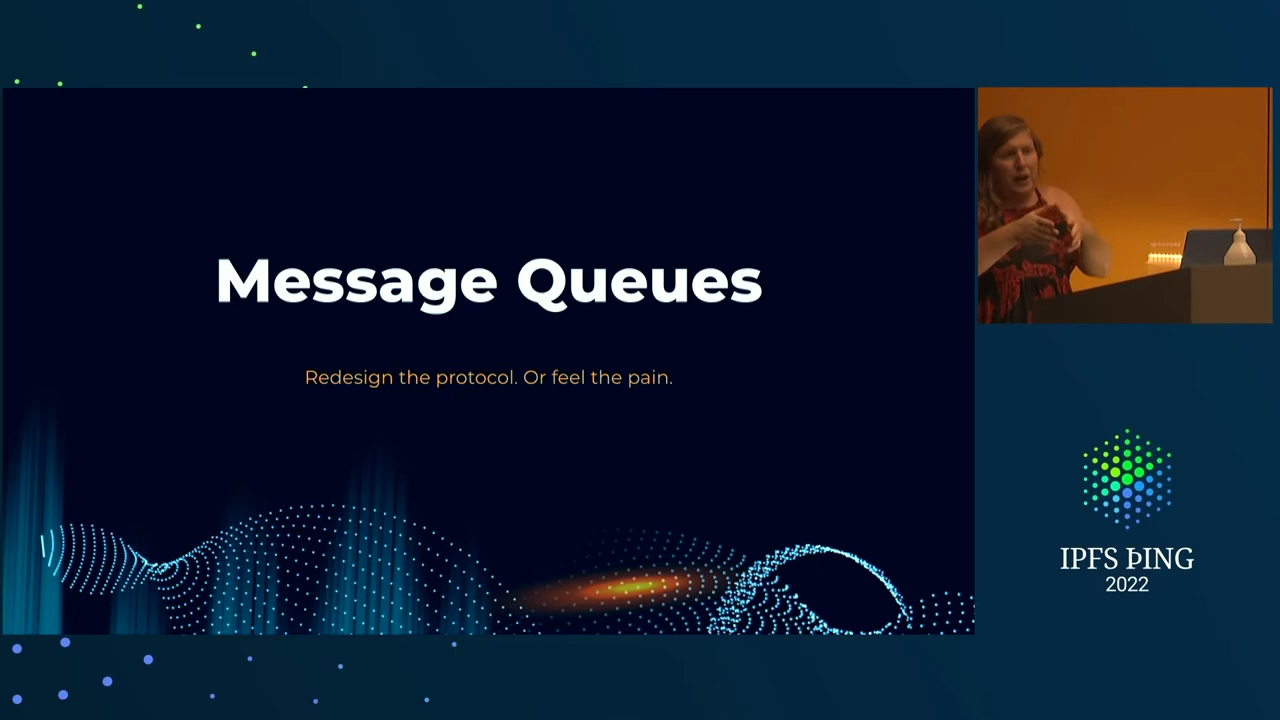 Message Queues
Redesign the protocol. Or feel the pain.
IPFS ÞING
2022